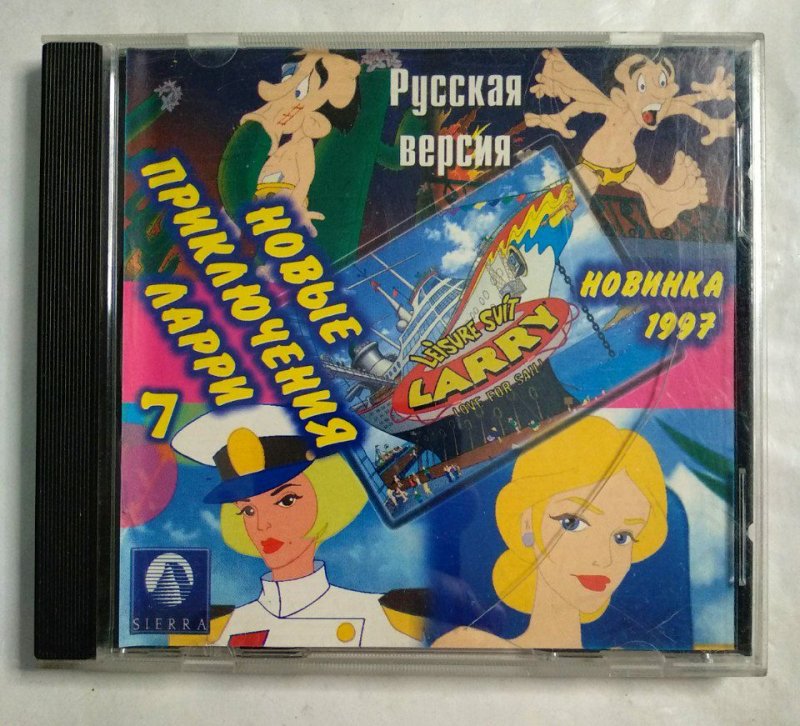 Русская
версия
НОВЫЕ
ПРИКЛЮЧЕНИЯ
ЛАРРИ
7
LEISURE SUIT
LARRY
LOVE FOR SAIL!
НОВИНКА
1997
SIERRA